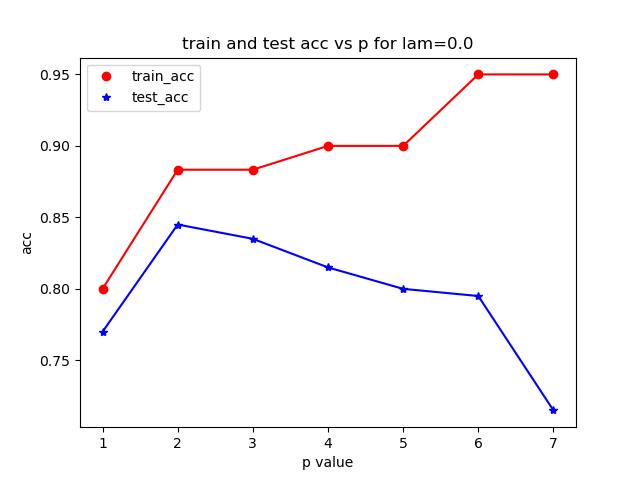 train and test acc vs p for lam=0.0
train_acc
test_acc
0.95
0.90
0.85
0.80
0.75
acc
1 2 3 4 5 6 7
p value